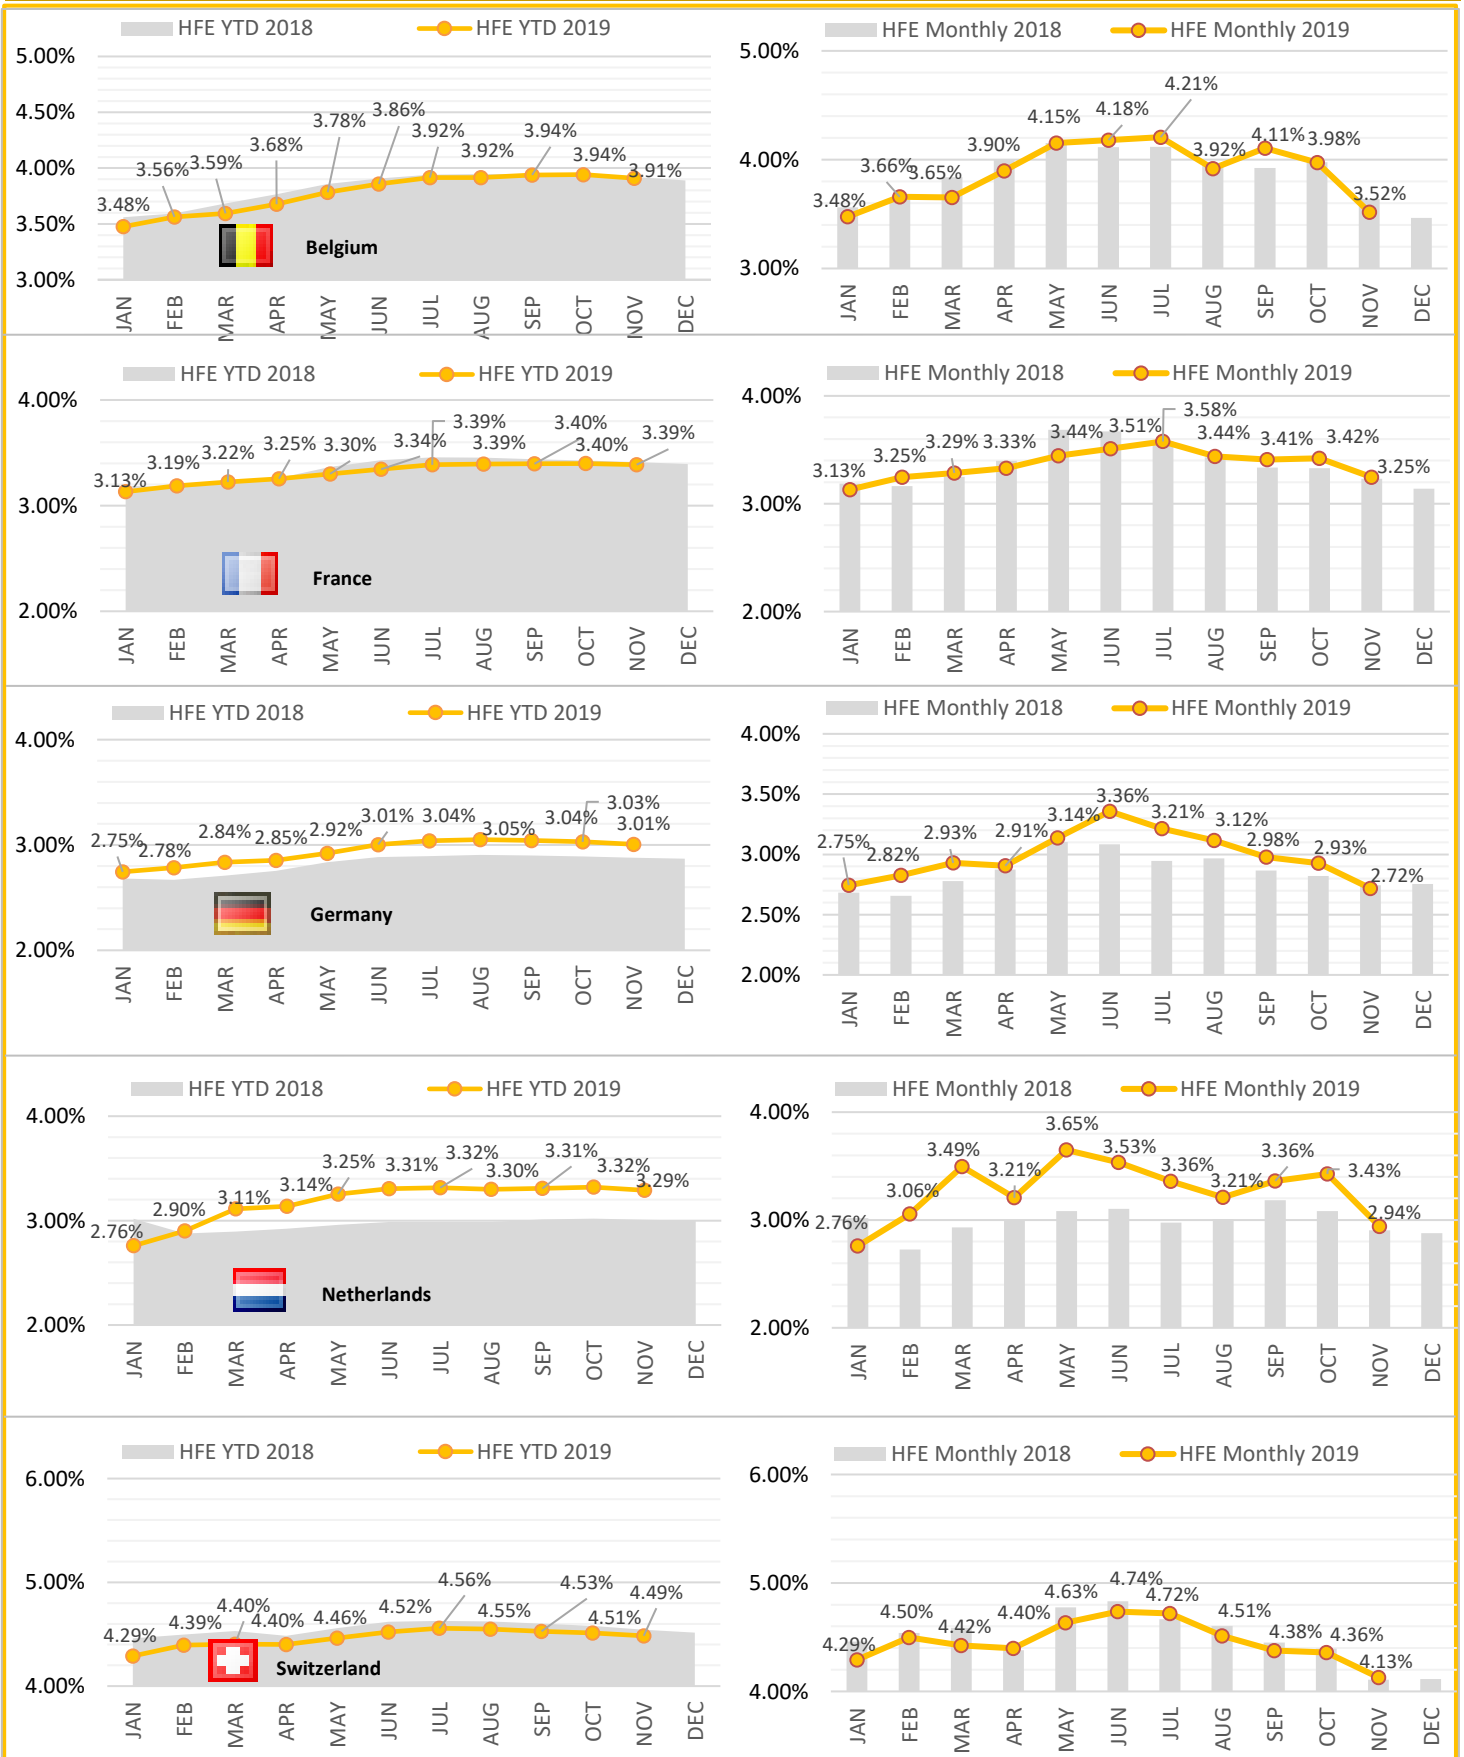 HFE YTD 2018 HFE YTD 2019
5.00%
4.50%
4.00%
3.50%
3.00%
3.48% 3.56% 3.59% 3.68% 3.78% 3.86% 3.92% 3.92% 3.94% 3.94% 3.91%
Belgium
JAN FEB MAR APR MAY JUN JUL AUG SEP OCT NOV DEC
HFE Monthly 2018 HFE Monthly 2019
5.00%
4.00%
3.00%
3.48% 3.66% 3.65% 3.90% 4.15% 4.18% 4.21% 3.92% 4.11% 3.98% 3.52%
JAN FEB MAR APR MAY JUN JUL AUG SEP OCT NOV DEC
HFE YTD 2018 HFE YTD 2019
4.00%
3.00%
2.00%
3.13% 3.19% 3.22% 3.25% 3.30% 3.34% 3.39% 3.39% 3.40% 3.40% 3.39%
France
JAN FEB MAR APR MAY JUN JUL AUG SEP OCT NOV DEC
HFE Monthly 2018 HFE Monthly 2019
4.00%
3.00%
2.00%
3.13% 3.25% 3.29% 3.33% 3.44% 3.51% 3.58% 3.44% 3.41% 3.42% 3.25%
JAN FEB MAR APR MAY JUN JUL AUG SEP OCT NOV DEC
HFE YTD 2018 HFE YTD 2019
4.00%
3.00%
2.00%
2.75% 2.78% 2.84% 2.85% 2.92% 3.01% 3.04% 3.05% 3.04% 3.03% 3.01%
Germany
JAN FEB MAR APR MAY JUN JUL AUG SEP OCT NOV DEC
HFE Monthly 2018 HFE Monthly 2019
4.00%
3.50%
3.00%
2.50%
2.00%
2.75% 2.82% 2.93% 2.91% 3.14% 3.36% 3.21% 3.12% 2.98% 2.93% 2.72%
JAN FEB MAR APR MAY JUN JUL AUG SEP OCT NOV DEC
HFE YTD 2018 HFE YTD 2019
4.00%
3.00%
2.00%
2.76% 2.90% 3.11% 3.14% 3.25% 3.31% 3.32% 3.30% 3.31% 3.32% 3.29%
Netherlands
JAN FEB MAR APR MAY JUN JUL AUG SEP OCT NOV DEC
HFE Monthly 2018 HFE Monthly 2019
4.00%
3.00%
2.00%
2.76% 3.06% 3.49% 3.21% 3.65% 3.53% 3.36% 3.21% 3.36% 3.43% 2.94%
JAN FEB MAR APR MAY JUN JUL AUG SEP OCT NOV DEC
HFE YTD 2018 HFE YTD 2019
6.00%
5.00%
4.00%
4.29% 4.39% 4.40% 4.40% 4.46% 4.52% 4.56% 4.55% 4.53% 4.51% 4.49%
Switzerland
JAN FEB MAR APR MAY JUN JUL AUG SEP OCT NOV DEC
HFE Monthly 2018 HFE Monthly 2019
6.00%
5.00%
4.00%
4.29% 4.50% 4.42% 4.40% 4.63% 4.74% 4.72% 4.51% 4.38% 4.36% 4.13%
JAN FEB MAR APR MAY JUN JUL AUG SEP OCT NOV DEC